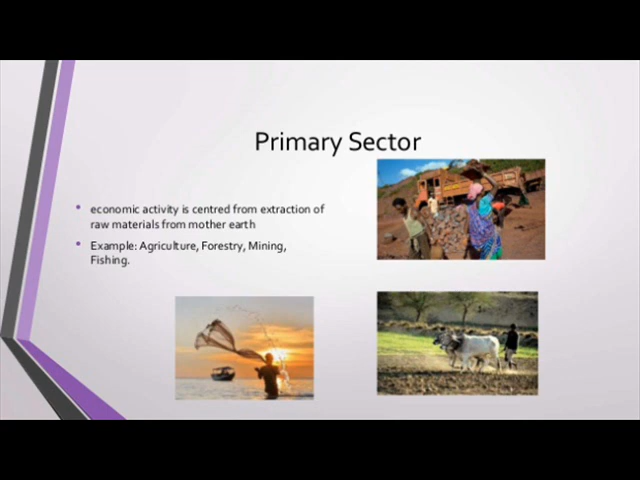 Primary Sector
economic activity is centred from extraction of
raw materials from mother earth
Example: Agriculture, Forestry, Mining,
Fishing.